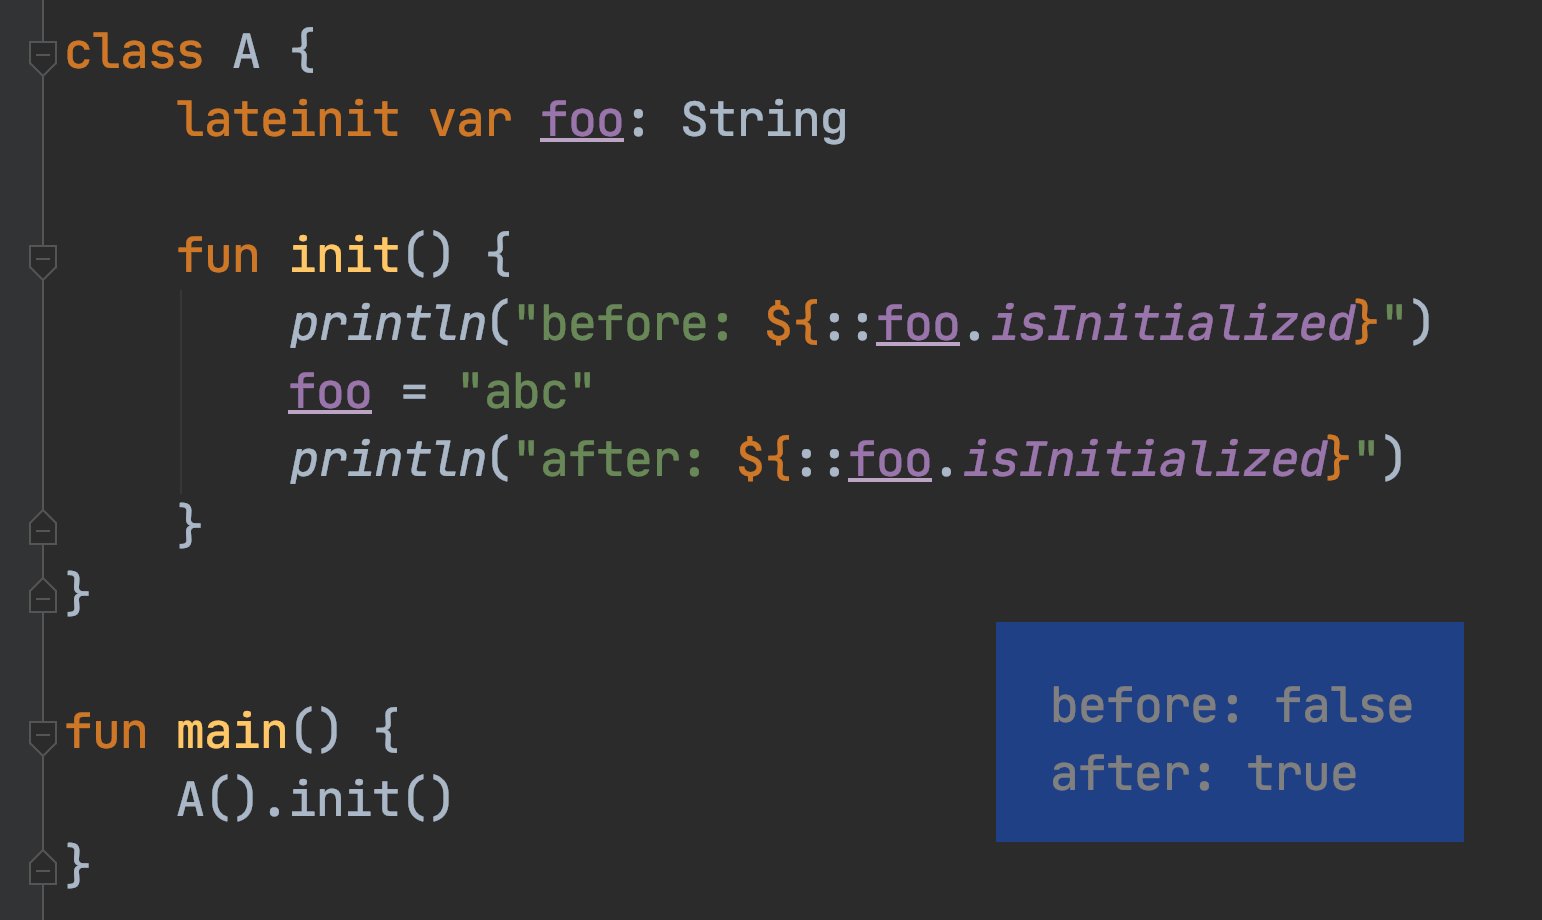 class A {
    lateinit var foo: String

    fun init() {
        println("before: ${::foo.isInitialized}")
        foo = "abc"
        println("after: ${::foo.isInitialized}")
    }
}

fun main() {
    A().init()
}
before: false
after: true